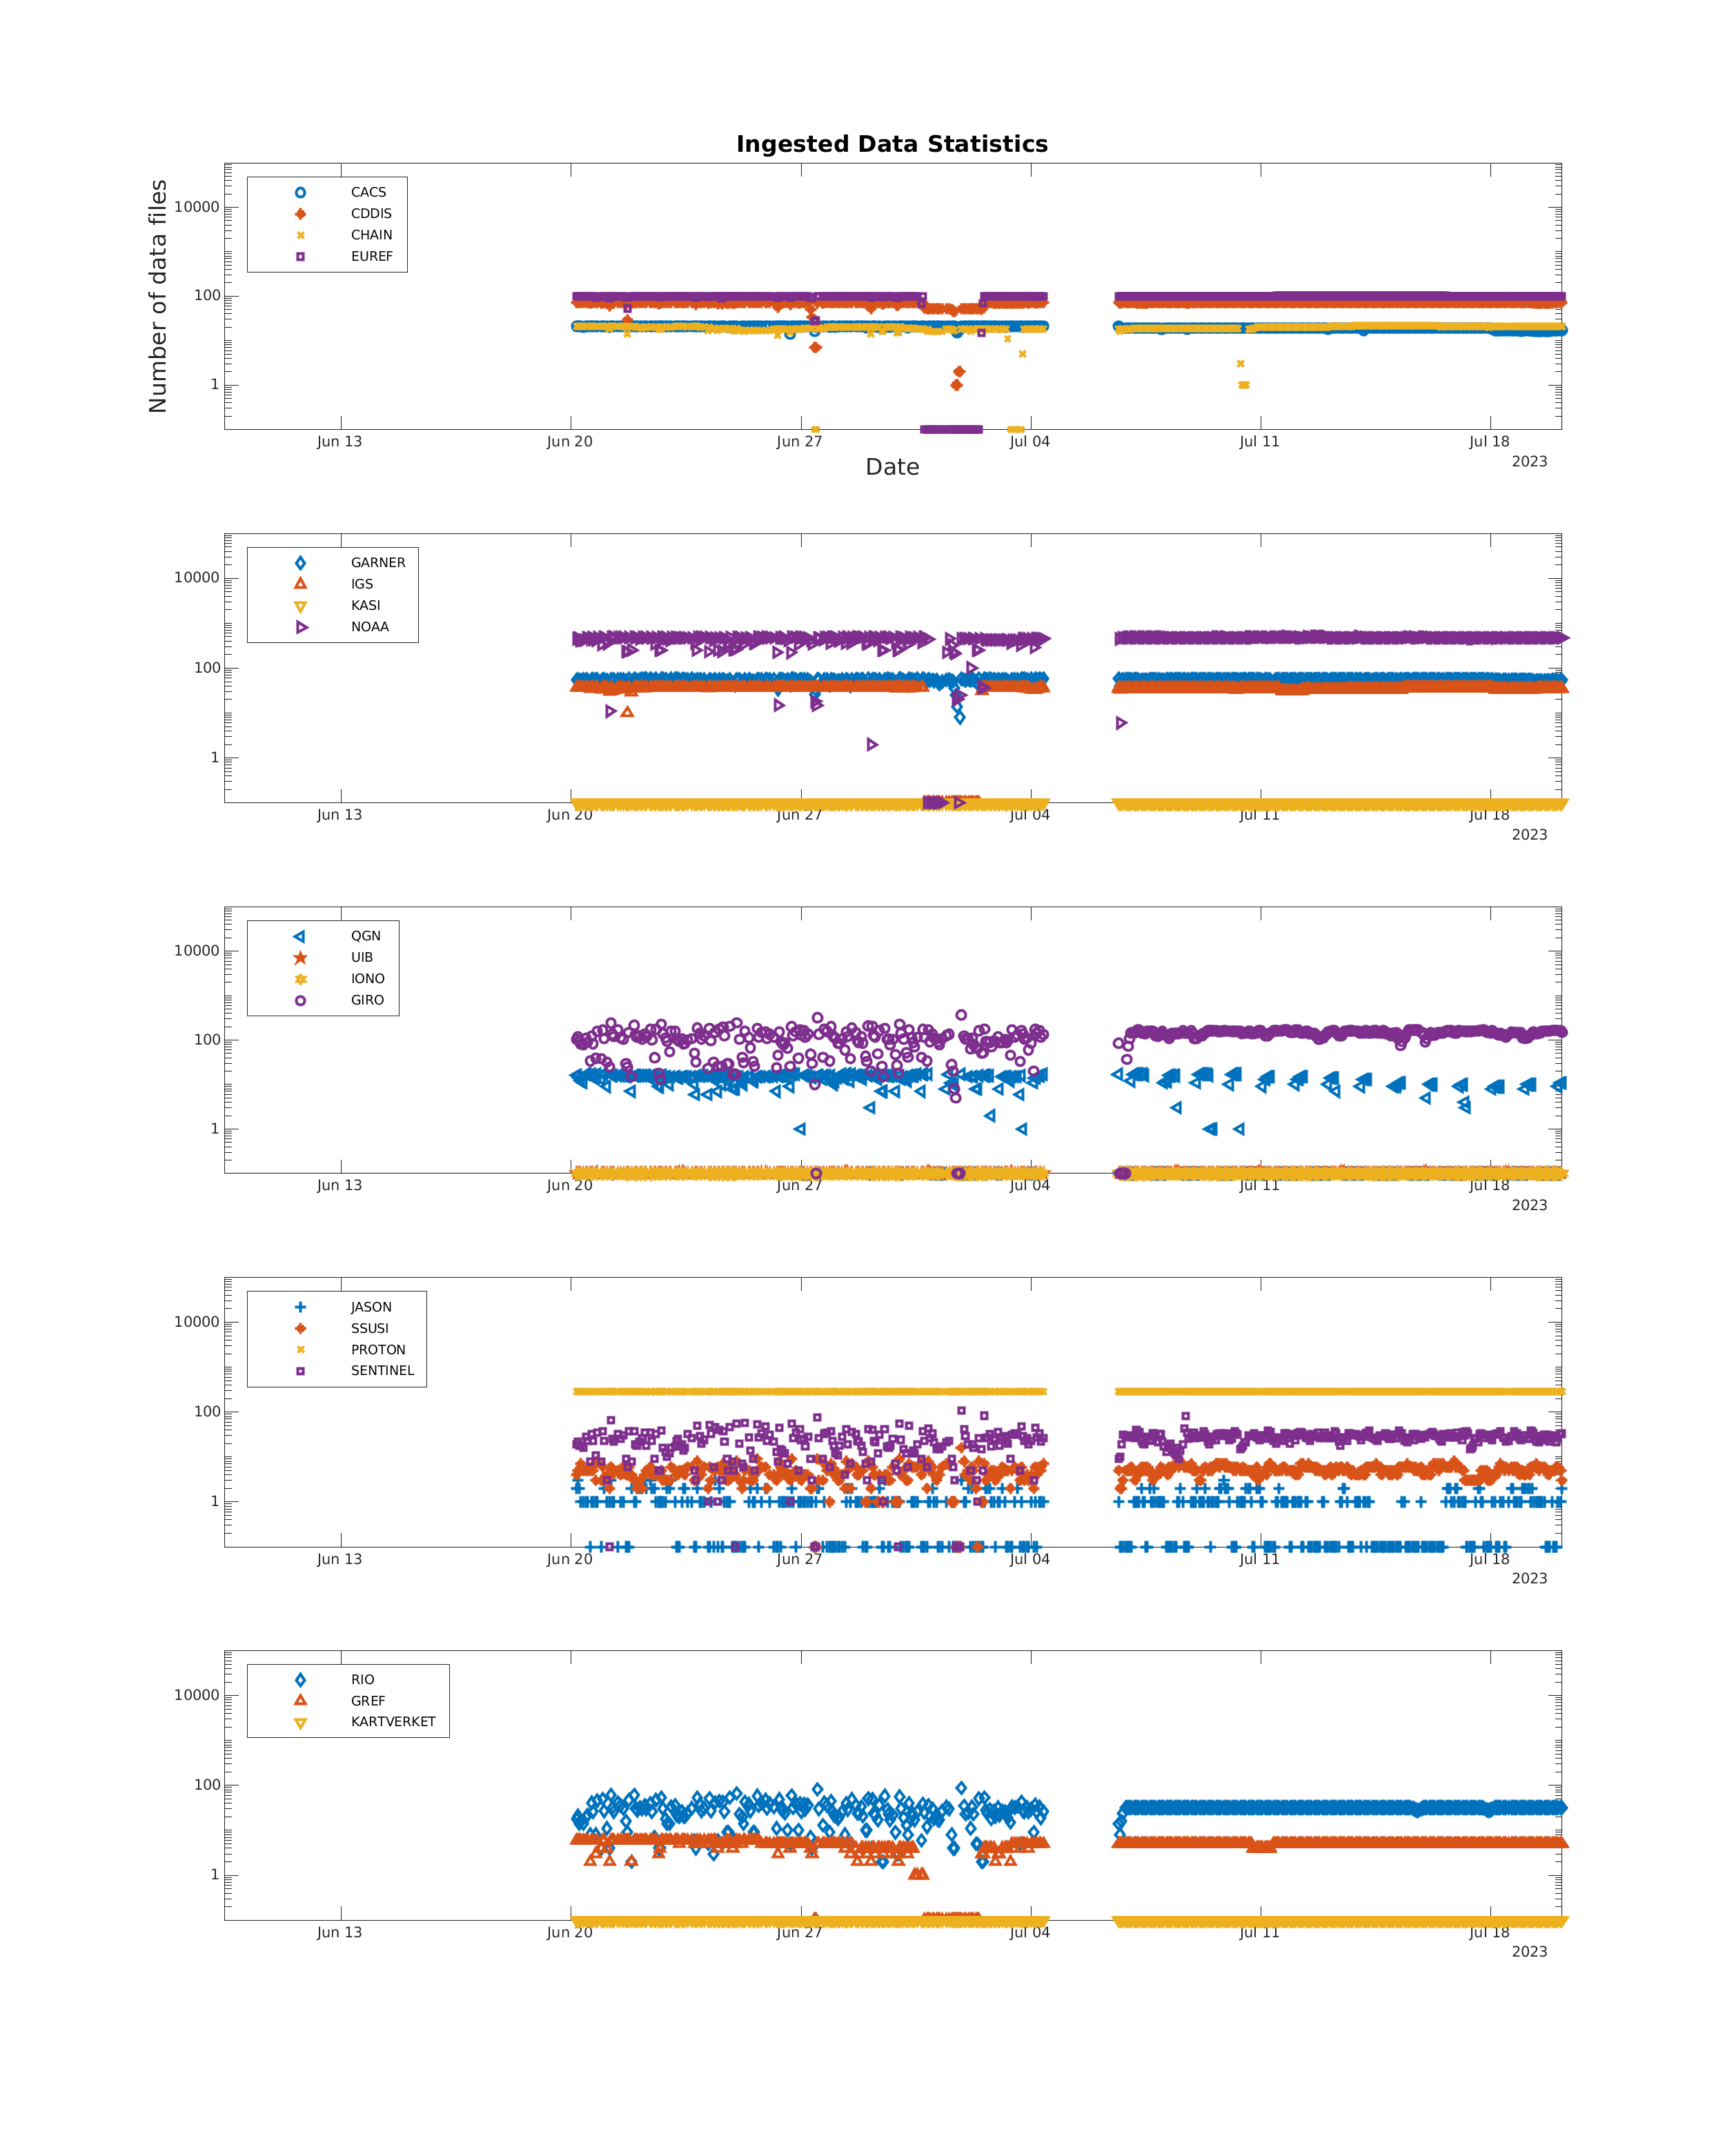 Ingested Data Statistics
Number of data files
10000
100
1
CACS
CDDIS
CHAIN
EUREF
Jun 13 Jun 20 Jun 27 Jul 04 Jul 11 Jul 18
2023
Date
10000
100
1
GARNER
IGS
KASI
NOAA
Jun 13 Jun 20 Jun 27 Jul 04 Jul 11 Jul 18
2023
10000
100
1
QGN
UIB
IONO
GIRO
Jun 13 Jun 20 Jun 27 Jul 04 Jul 11 Jul 18
2023
10000
100
1
JASON
SSUSI
PROTON
SENTINEL
Jun 13 Jun 20 Jun 27 Jul 04 Jul 11 Jul 18
2023
10000
100
1
RIO
GREF
KARTVERKET
Jun 13 Jun 20 Jun 27 Jul 04 Jul 11 Jul 18
2023